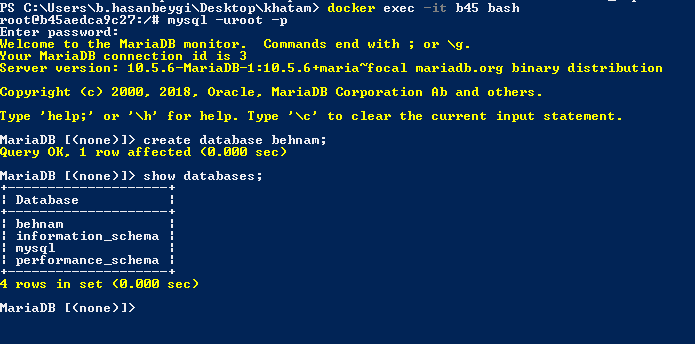 PS C:\Users\b.hasanbeygi\Desktop\khatam> docker exec -it b45 bash
root@b45aedca9c27:/# mysql -uroot -p
Enter password:
Welcome to the MariaDB monitor.  Commands end with ; or \g.
Your MariaDB connection id is 3
Server version: 10.5.6-MariaDB-1:10.5.6+maria~focal mariadb.org binary distribution
Copyright (c) 2000, 2018, Oracle, MariaDB Corporation Ab and others.
Type 'help;' or '\h' for help. Type '\c' to clear the current input statement.
MariaDB [(none)]> create database behnam;
Query OK, 1 row affected (0.000 sec)
MariaDB [(none)]> show databases;
+--------------------+
| Database           |
+--------------------+
| behnam             |
| information_schema |
| mysql              |
| performance_schema |
+--------------------+
4 rows in set (0.000 sec)
MariaDB [(none)]>